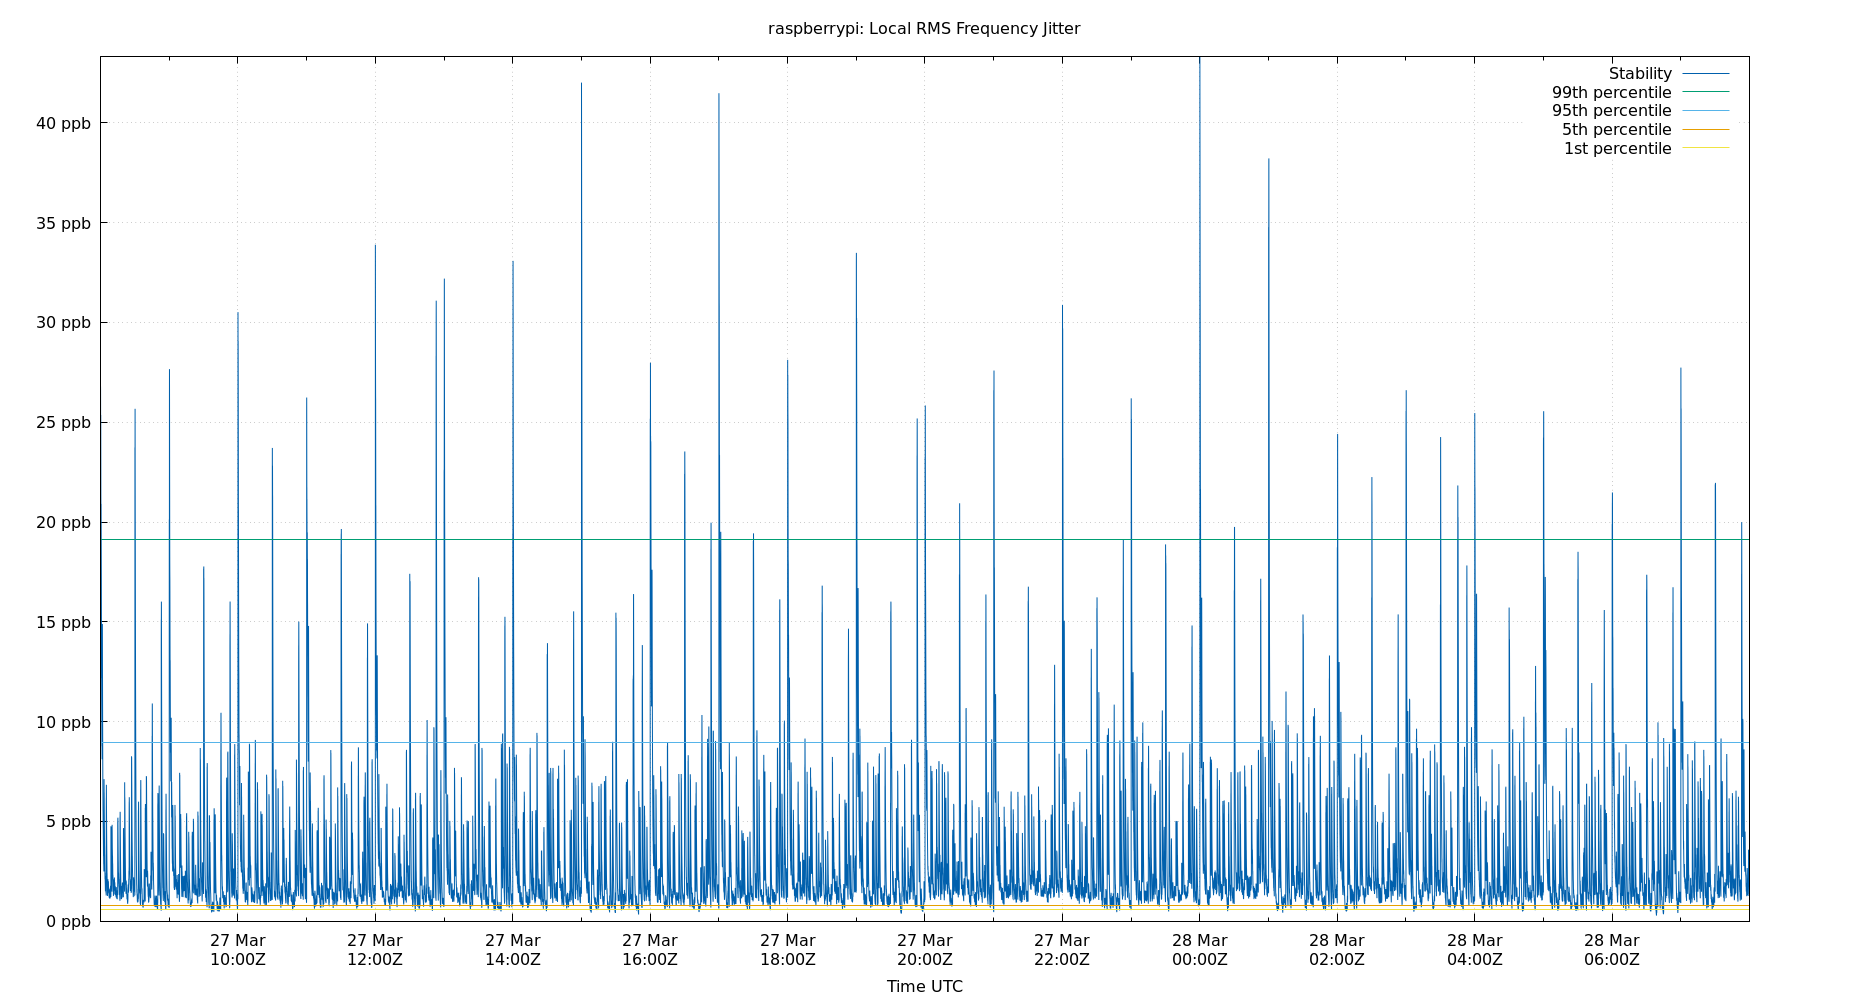 raspberrypi: Local RMS Frequency Jitter
Stability
99th percentile
95th percentile
5th percentile
1st percentile
40 ppb
35 ppb
30 ppb
25 ppb
20 ppb
15 ppb
10 ppb
5 ppb
0 ppb
27 Mar 27 Mar 27 Mar 27 Mar 27 Mar 27 Mar 27 Mar 28 Mar 28 Mar 28 Mar 28 Mar
10:00Z 12:00Z 14:00Z 16:00Z 18:00Z 20:00Z 22:00Z 00:00Z 02:00Z 04:00Z 06:00Z
Time UTC